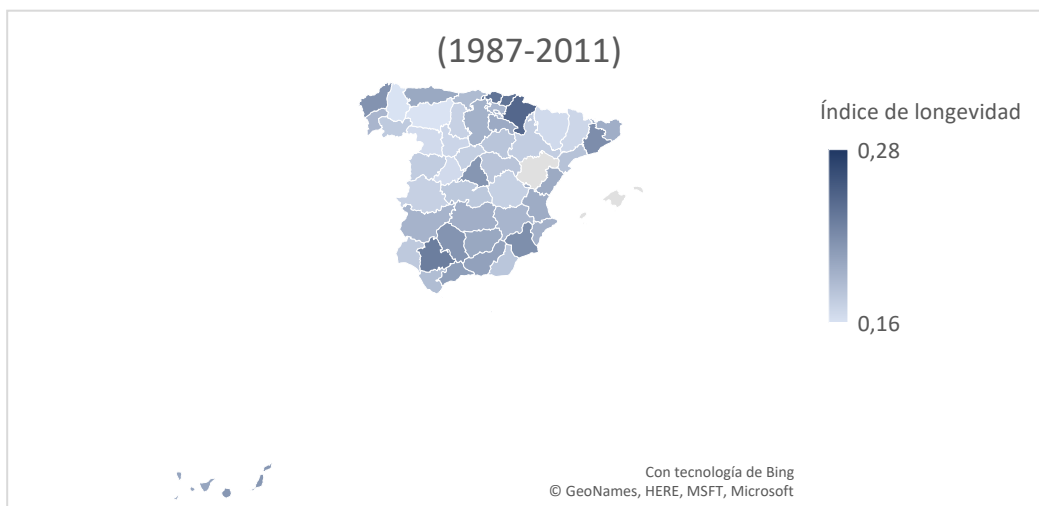 (1987-2011)
Índice de longevidad
0,28
0,16
Con tecnología de Bing
© GeoNames, HERE, MSFT, Microsoft